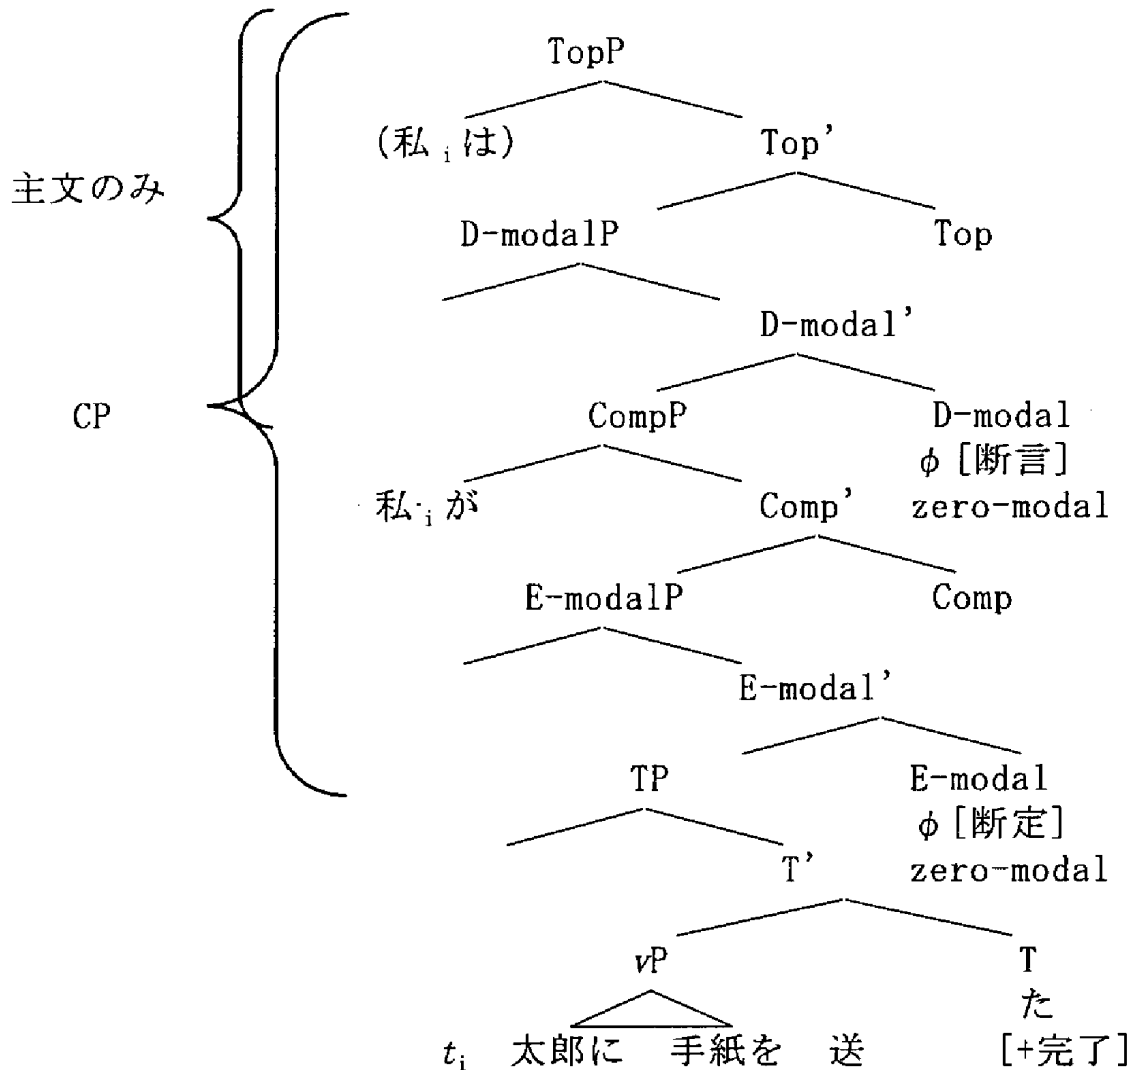 TopP
(私 i は) Top’
主文のみ
D-modalP Top
D-modal’
CP CompP D-modal
φ [断言]
私 i が Comp’ zero-modal
E-modalP Comp
E-modal’
TP E-modal
φ [断定]
T’ zero-modal
vP T
た
ti 太郎に 手紙を 送 [+完了]